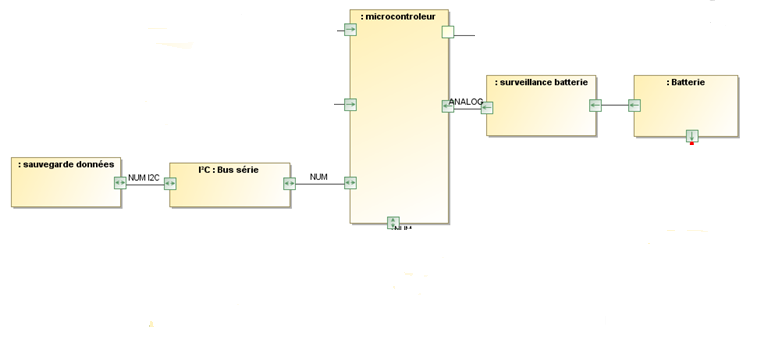 : microcontroleur
: surveillance batterie
: Batterie
ANALOG
: sauvegarde données
I²C : Bus série
NUM I2C
NUM